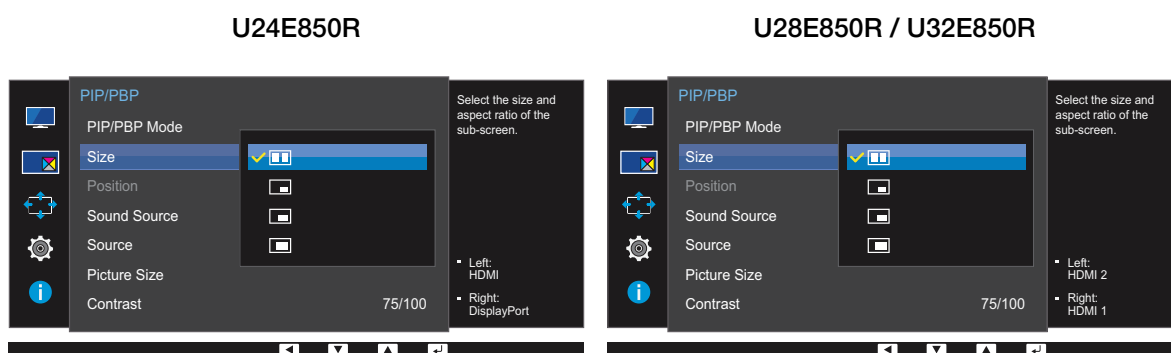 U24E850R
PIP/PBP
PIP/PBP Mode
Size
Position
Sound Source
Source
Picture Size
Contrast 75/100
Select the size and
aspect ratio of the
sub-screen.
Left:
HDMI
Right:
DisplayPort
U28E850R / U32E850R
PIP/PBP
PIP/PBP Mode
Size
Position
Sound Source
Source
Picture Size
Contrast 75/100
Select the size and
aspect ratio of the
sub-screen.
Left:
HDMI 2
Right:
HDMI 1